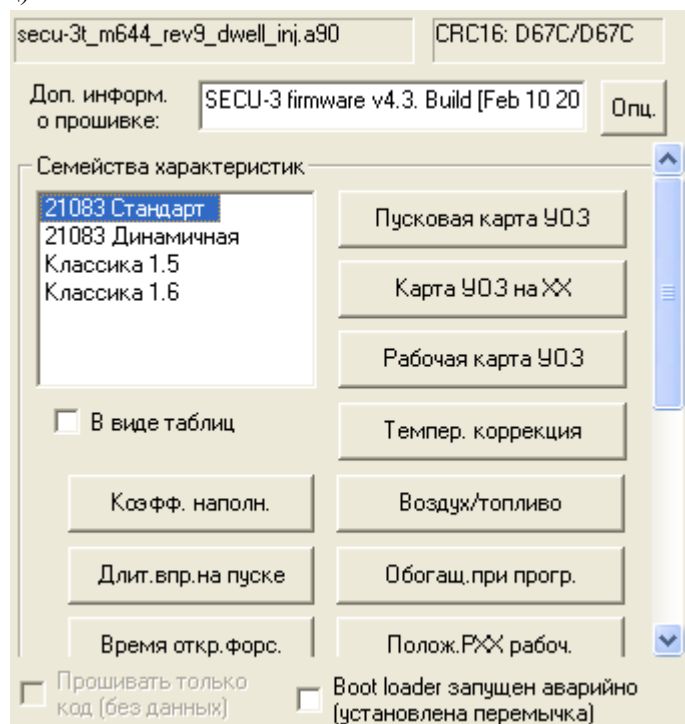 secu-3t_m644_rev9_dwell_inj.a90
CRC16: D67C/D67C
Доп. информ.
о прошивке:
SECU-3 firmware v4.3. Build [Feb 10 20
Опц.
Семейства характеристик
21083 Стандарт
21083 Динамичная
Классика 1.5
Классика 1.6
Пусковая карта УОЗ
Карта УОЗ на ХХ
Рабочая карта УОЗ
В виде таблиц
Темпер. коррекция
Коэфф. наполн.
Воздух/топливо
Длит.впр.на пуске
Обогащ.при прогр.
Время откр.форс.
Полож.РХХ рабоч.
Прошивать только
код (без данных)
Boot loader запущен аварийно
(установлена перемычка)